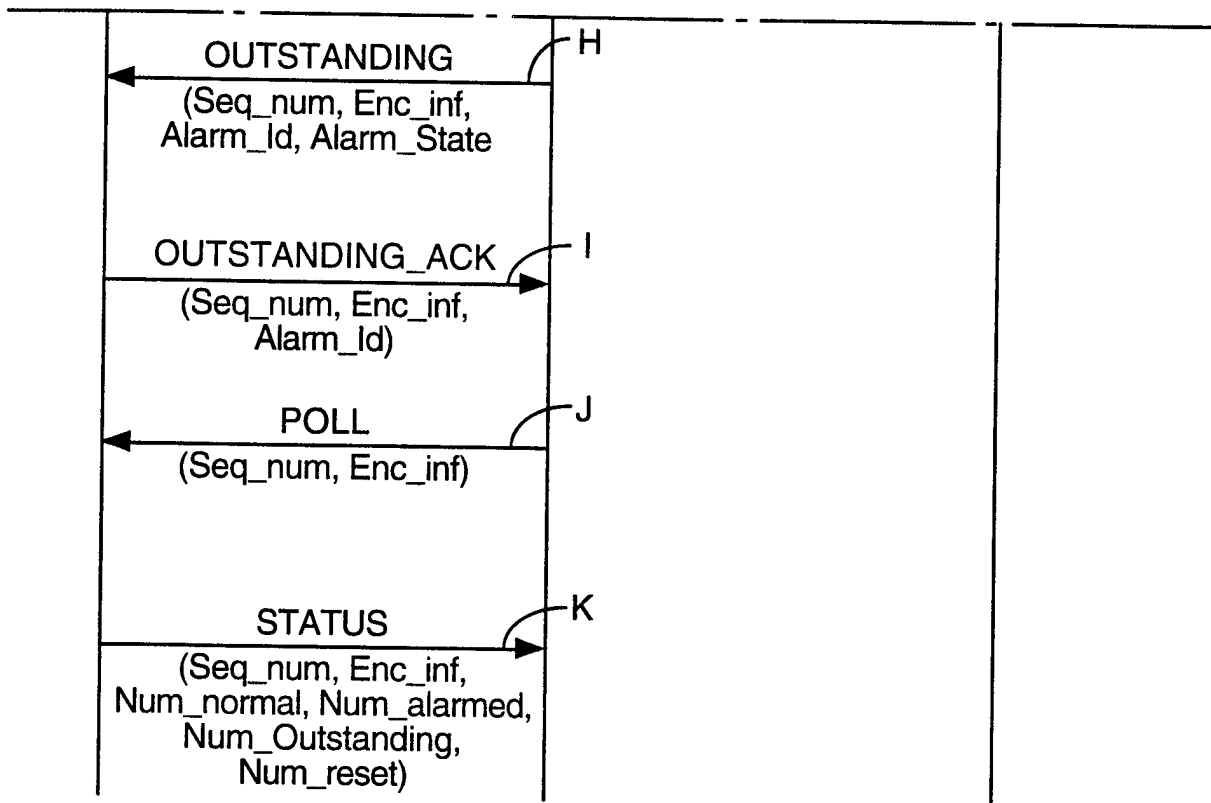 H
OUTSTANDING
(Seq_num, Enc_inf,
Alarm_Id, Alarm_State
I
OUTSTANDING_ACK
(Seq_num, Enc_inf,
Alarm_Id)
J
POLL
(Seq_num, Enc_inf)
K
STATUS
(Seq_num, Enc_inf,
Num_normal, Num_alarmed,
Num_Outstanding,
Num_reset)